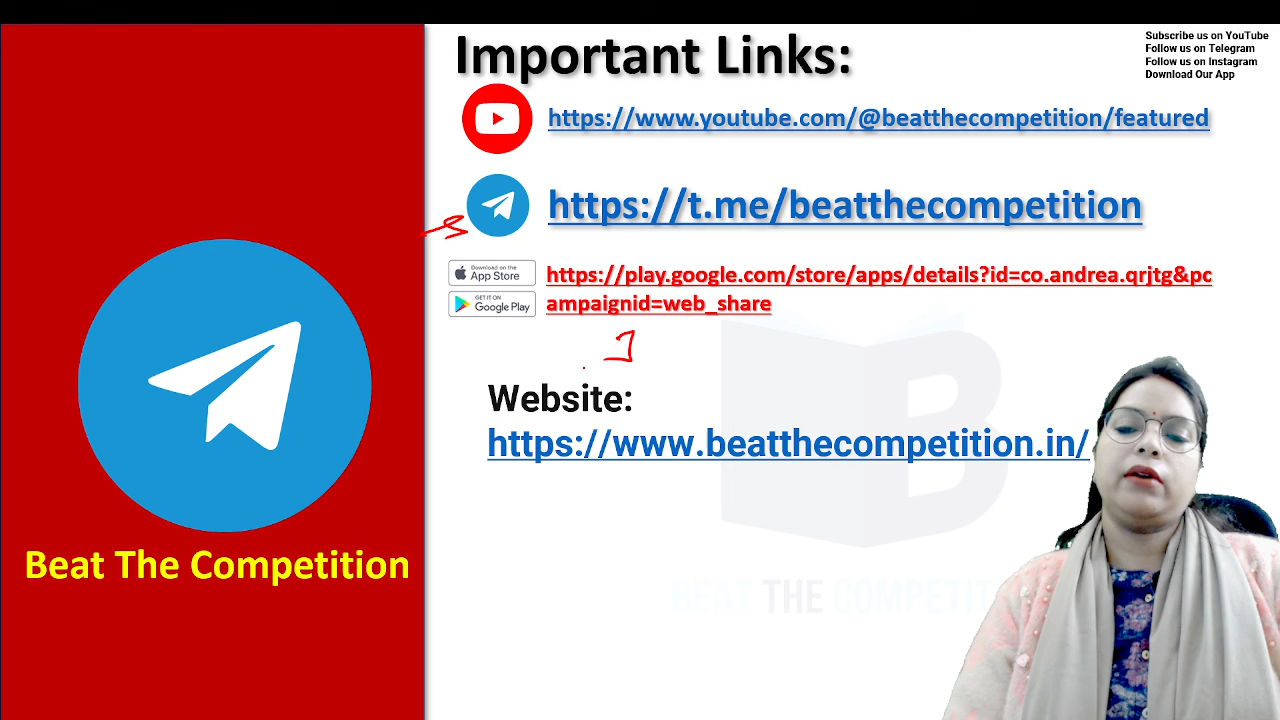 Important Links:
Subscribe us on YouTube
Follow us on Telegram
Follow us on Instagram
Download Our App
https://www.youtube.com/@beatthecompetition/featured
https://t.me/beatthecompetition
Download on the
App Store
https://play.google.com/store/apps/details?id=co.andrea.qrjtg&pc
GET IT ON
Google Play
ampaignid=web_share
Website:
https://www.beatthecompetition.in/
Beat The Competition
BEAT THE COMPETIT